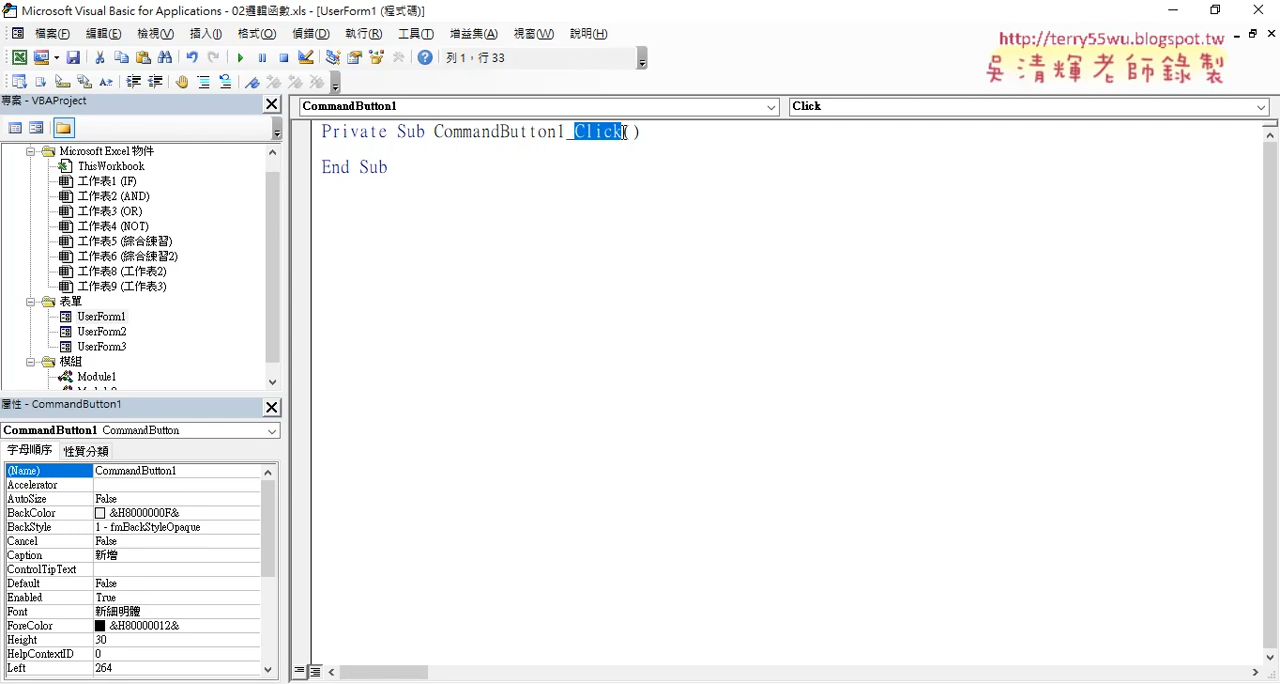 Microsoft Visual Basic for Applications - 02邏輯函數.xls - [UserForm1 (程式碼)]
檔案(F) 編輯(E) 檢視(V) 插入(I) 格式(O) 偵錯(D) 執行(R) 工具(T) 增益集(A) 視窗(W) 說明(H)
http://terry55wu.blogspot.tw
吳清輝老師錄製
列 1，行 33
專案 - VBAProject
CommandButton1
Click
Microsoft Excel 物件
ThisWorkbook
工作表1 (IF)
工作表2 (AND)
工作表3 (OR)
工作表4 (NOT)
工作表5 (綜合練習)
工作表6 (綜合練習2)
工作表8 (工作表2)
工作表9 (工作表3)
表單
UserForm1
UserForm2
UserForm3
模組
Module1
Private Sub CommandButton1_Click()
End Sub
屬性 - CommandButton1
CommandButton1 CommandButton
字母順序 性質分類
(Name) CommandButton1
Accelerator
AutoSize False
BackColor &H8000000F&
BackStyle 1 - fmBackStyleOpaque
Cancel False
Caption 新增
ControlTipText
Default False
Enabled True
Font 新細明體
ForeColor &H80000012&
Height 30
HelpContextID 0
Left 264